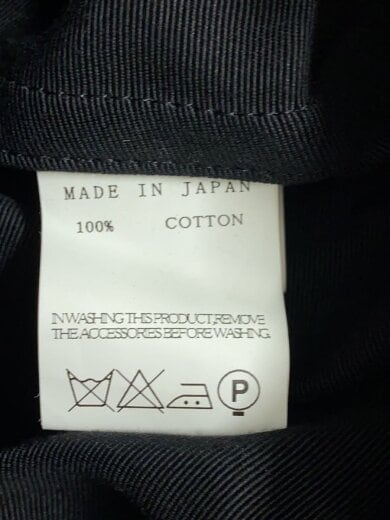 MADE IN JAPAN
100% COTTON
IN WASHING THIS PRODUCT,REMOVE
THE ACCESSORIES BEFORE WASHING.
P